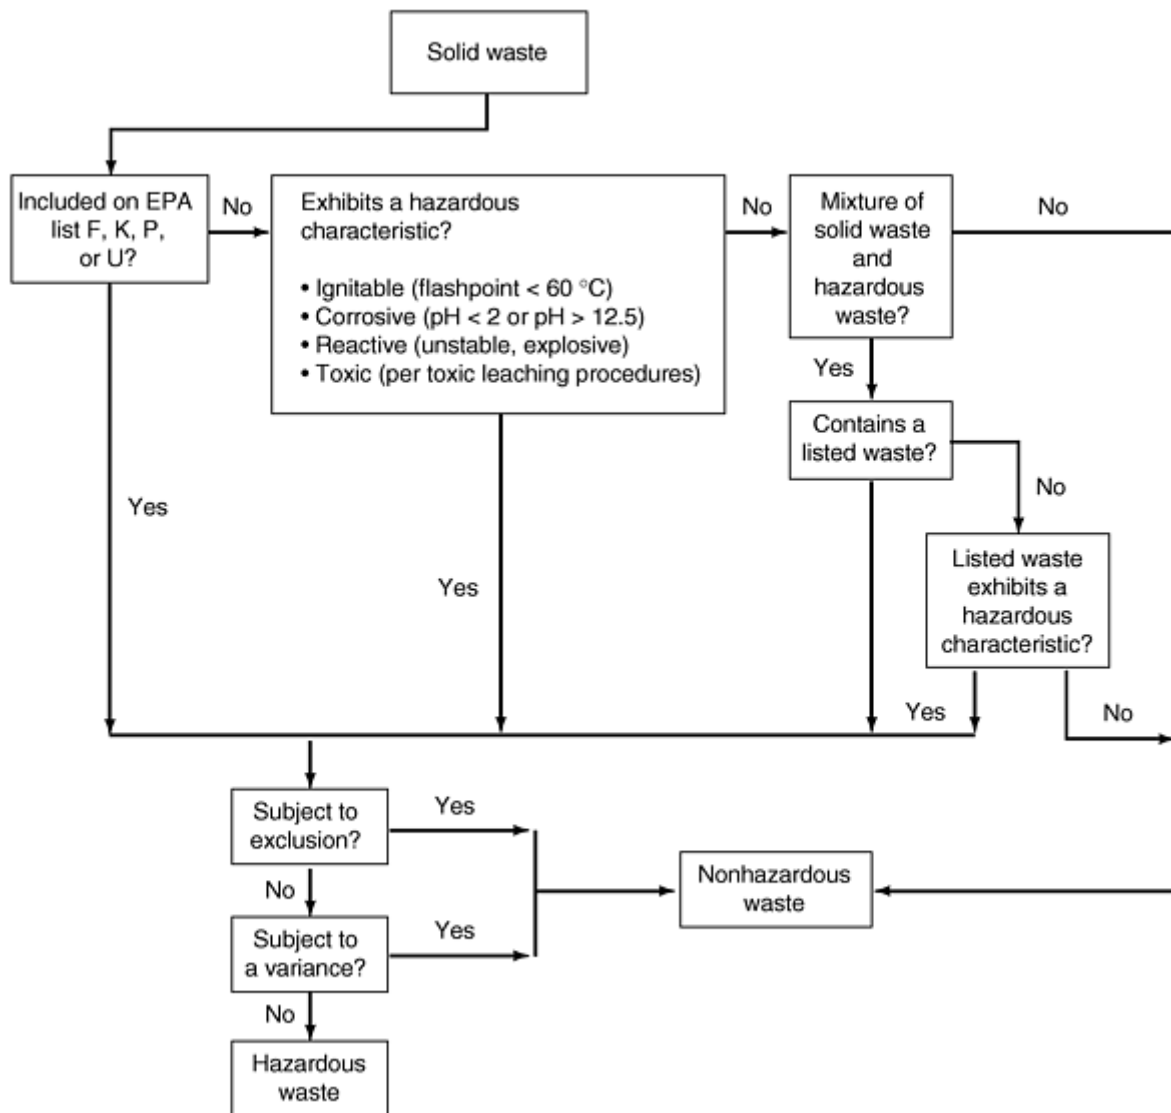 Solid waste
Included on EPA
list F, K, P,
or U?
No
Exhibits a hazardous
characteristic?
• Ignitable (flashpoint < 60 °C)
• Corrosive (pH < 2 or pH > 12.5)
• Reactive (unstable, explosive)
• Toxic (per toxic leaching procedures)
No
Mixture of
solid waste
and
hazardous
waste?
No
Yes
Contains a
listed waste?
No
Yes
Yes
Listed waste
exhibits a
hazardous
characteristic?
Yes
No
Subject to
exclusion?
Yes
No
Subject to
a variance?
Yes
No
Hazardous
waste
Nonhazardous
waste